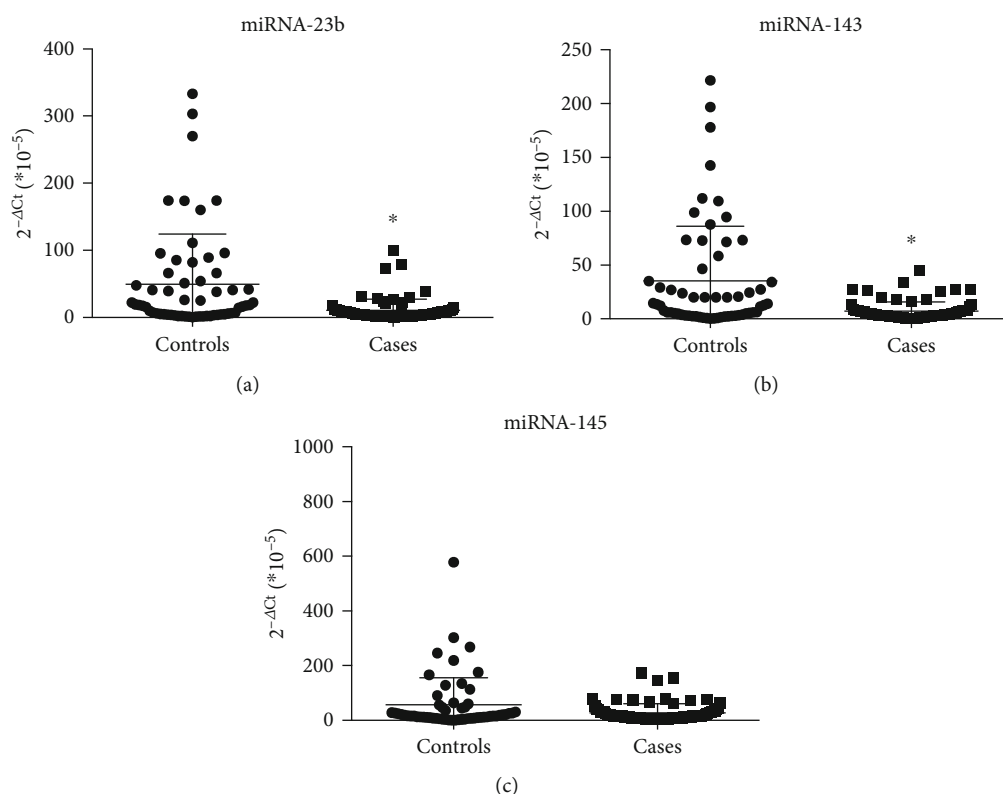 miRNA-23b
400
300
200
100
0
2^{-ΔCt} (*10^{-5})
*
Controls
Cases
(a)
miRNA-143
250
200
150
100
50
0
2^{-ΔCt} (*10^{-5})
*
Controls
Cases
(b)
miRNA-145
1000
800
600
400
200
0
2^{-ΔCt} (*10^{-5})
Controls
Cases
(c)